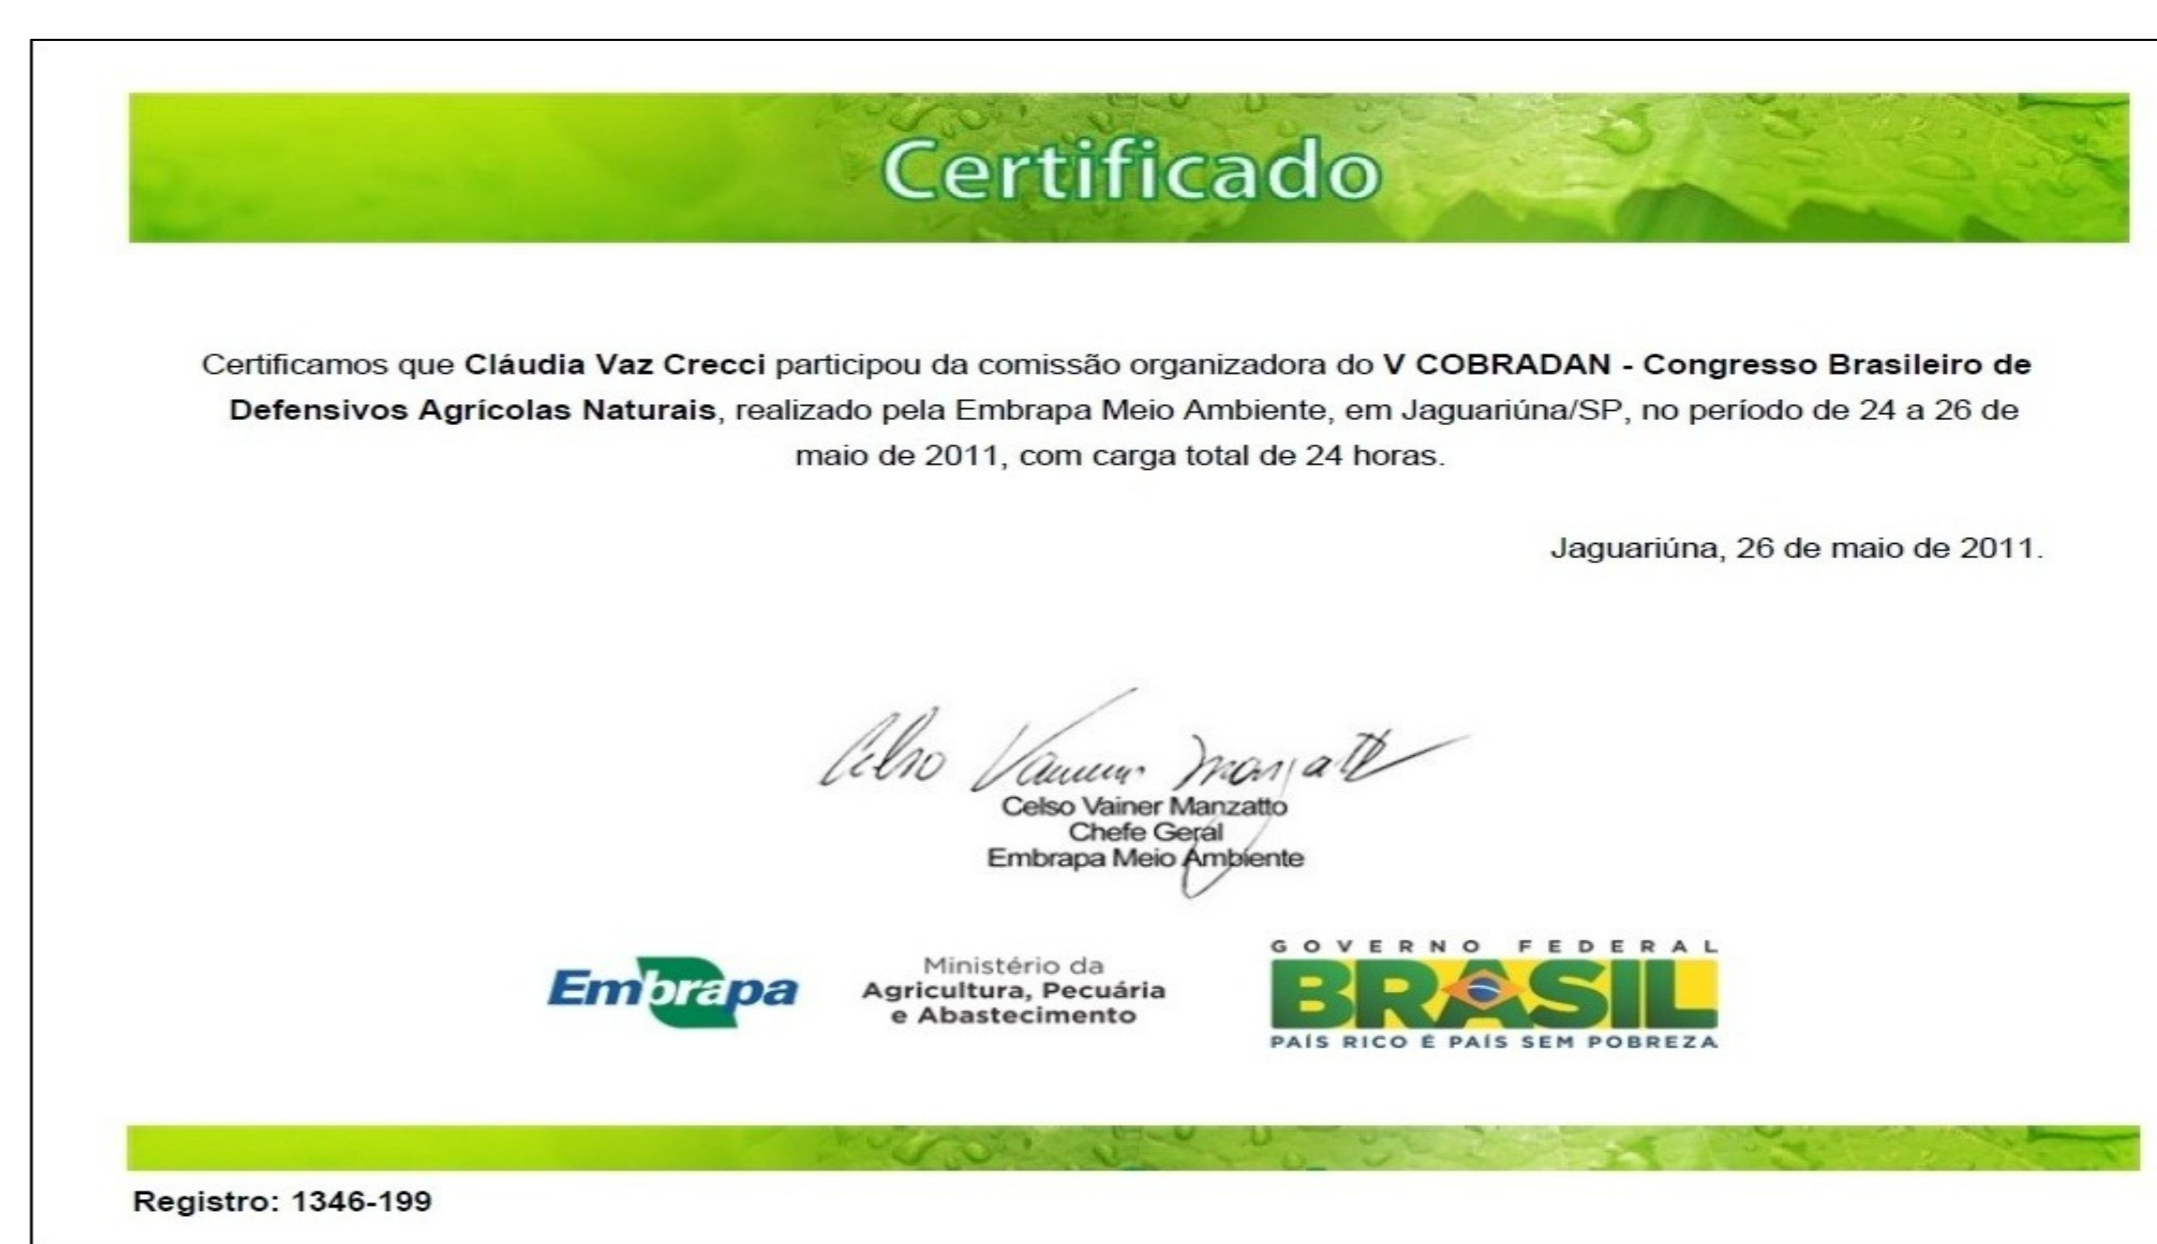 Certificado
Certificamos que Cláudia Vaz Crecci participou da comissão organizadora do V COBRADAN - Congresso Brasileiro de
Defensivos Agrícolas Naturais, realizado pela Embrapa Meio Ambiente, em Jaguariúna/SP, no período de 24 a 26 de
maio de 2011, com carga total de 24 horas.
Jaguariúna, 26 de maio de 2011.
Celso Vainer Manzatto
Celso Vainer Manzatto
Chefe Geral
Embrapa Meio Ambiente
Embrapa
Ministério da
Agricultura, Pecuária
e Abastecimento
GOVERNO FEDERAL
BRASIL
PAÍS RICO É PAÍS SEM POBREZA
Registro: 1346-199